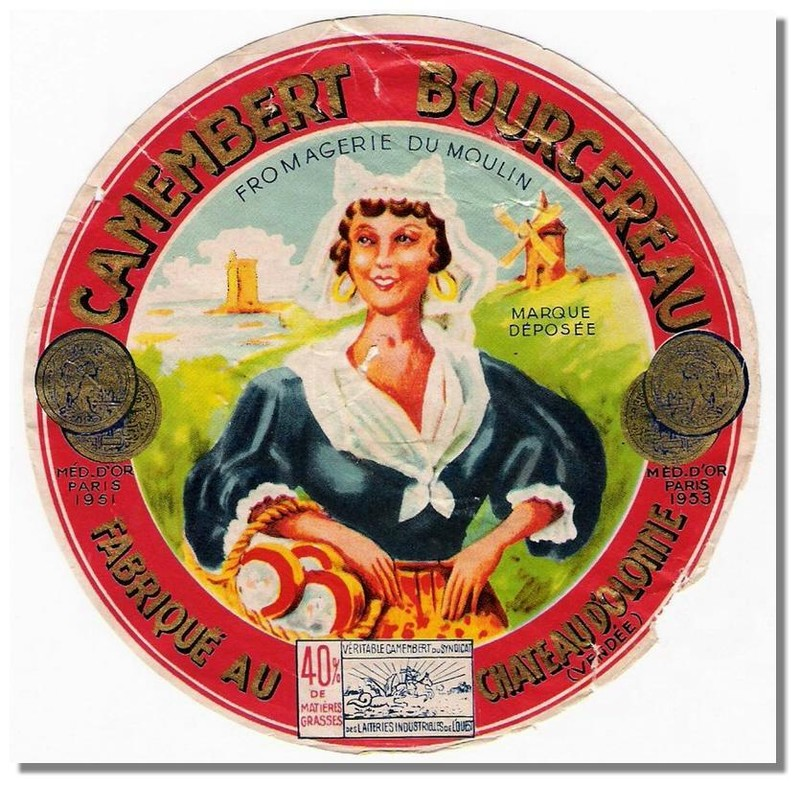 CAMEMBERT BOURCEREAU
FROMAGERIE DU MOULIN
MARQUE
DÉPOSÉE
MÉD. D'OR
PARIS
1951
MÉD. D'OR
PARIS
1953
FABRIQUÉ AU
CHATEAU D'OLONNE
(VENDÉE)
40%
DE
MATIÈRES
GRASSES
VÉRITABLE CAMEMBERT DU SYNDICAT
DES LAITERIES INDUSTRIELLES DE L'OUEST